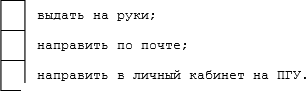 выдать на руки;
направить по почте;
направить в личный кабинет на ПГУ.